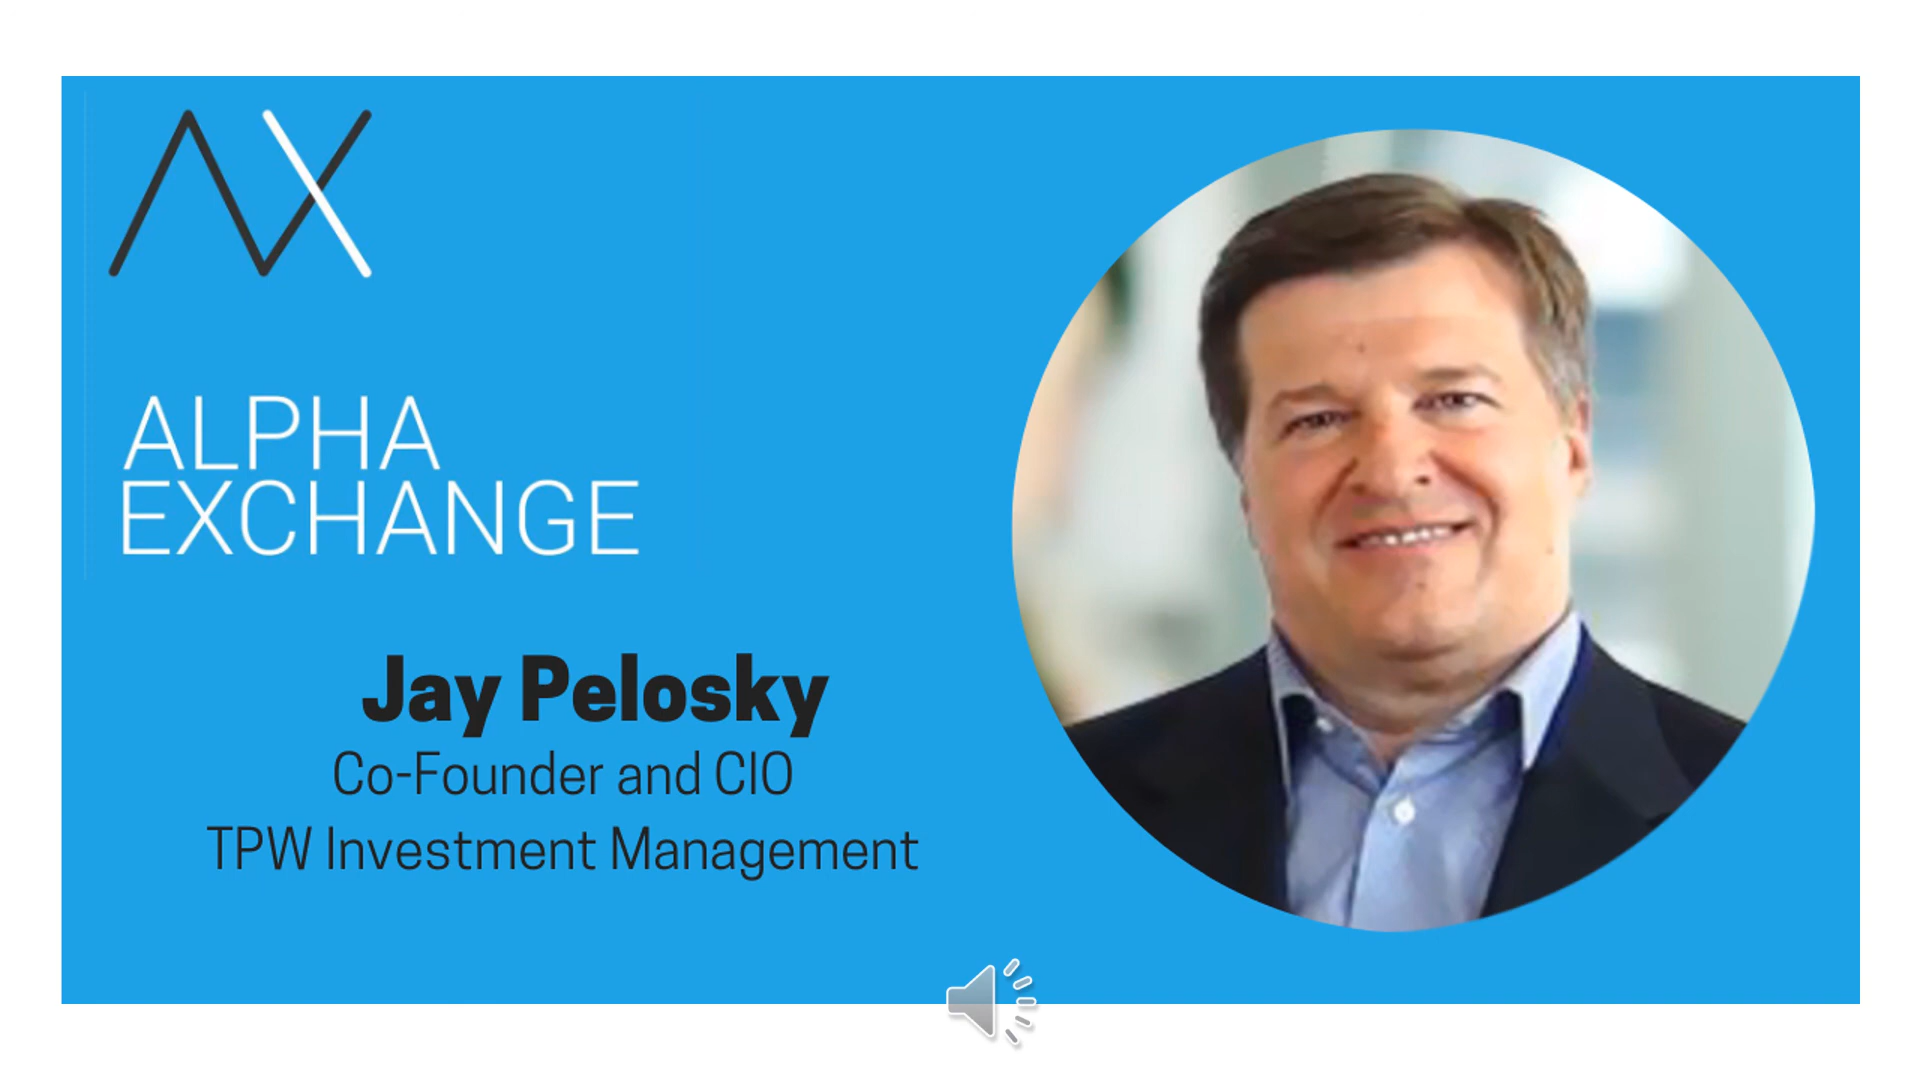 ALPHA
EXCHANGE
Jay Pelosky
Co-Founder and CIO
TPW Investment Management